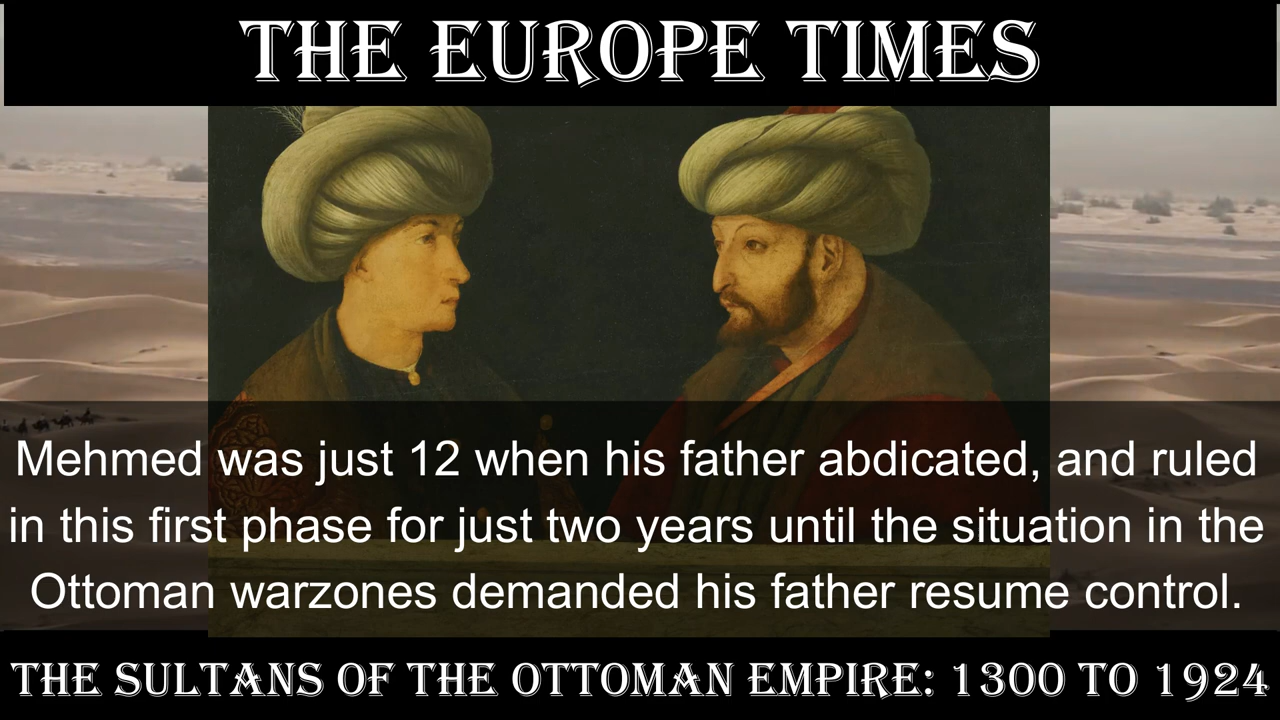 THE EUROPE TIMES
Mehmed was just 12 when his father abdicated, and ruled
in this first phase for just two years until the situation in the
Ottoman warzones demanded his father resume control.
THE SULTANS OF THE OTTOMAN EMPIRE: 1300 TO 1924